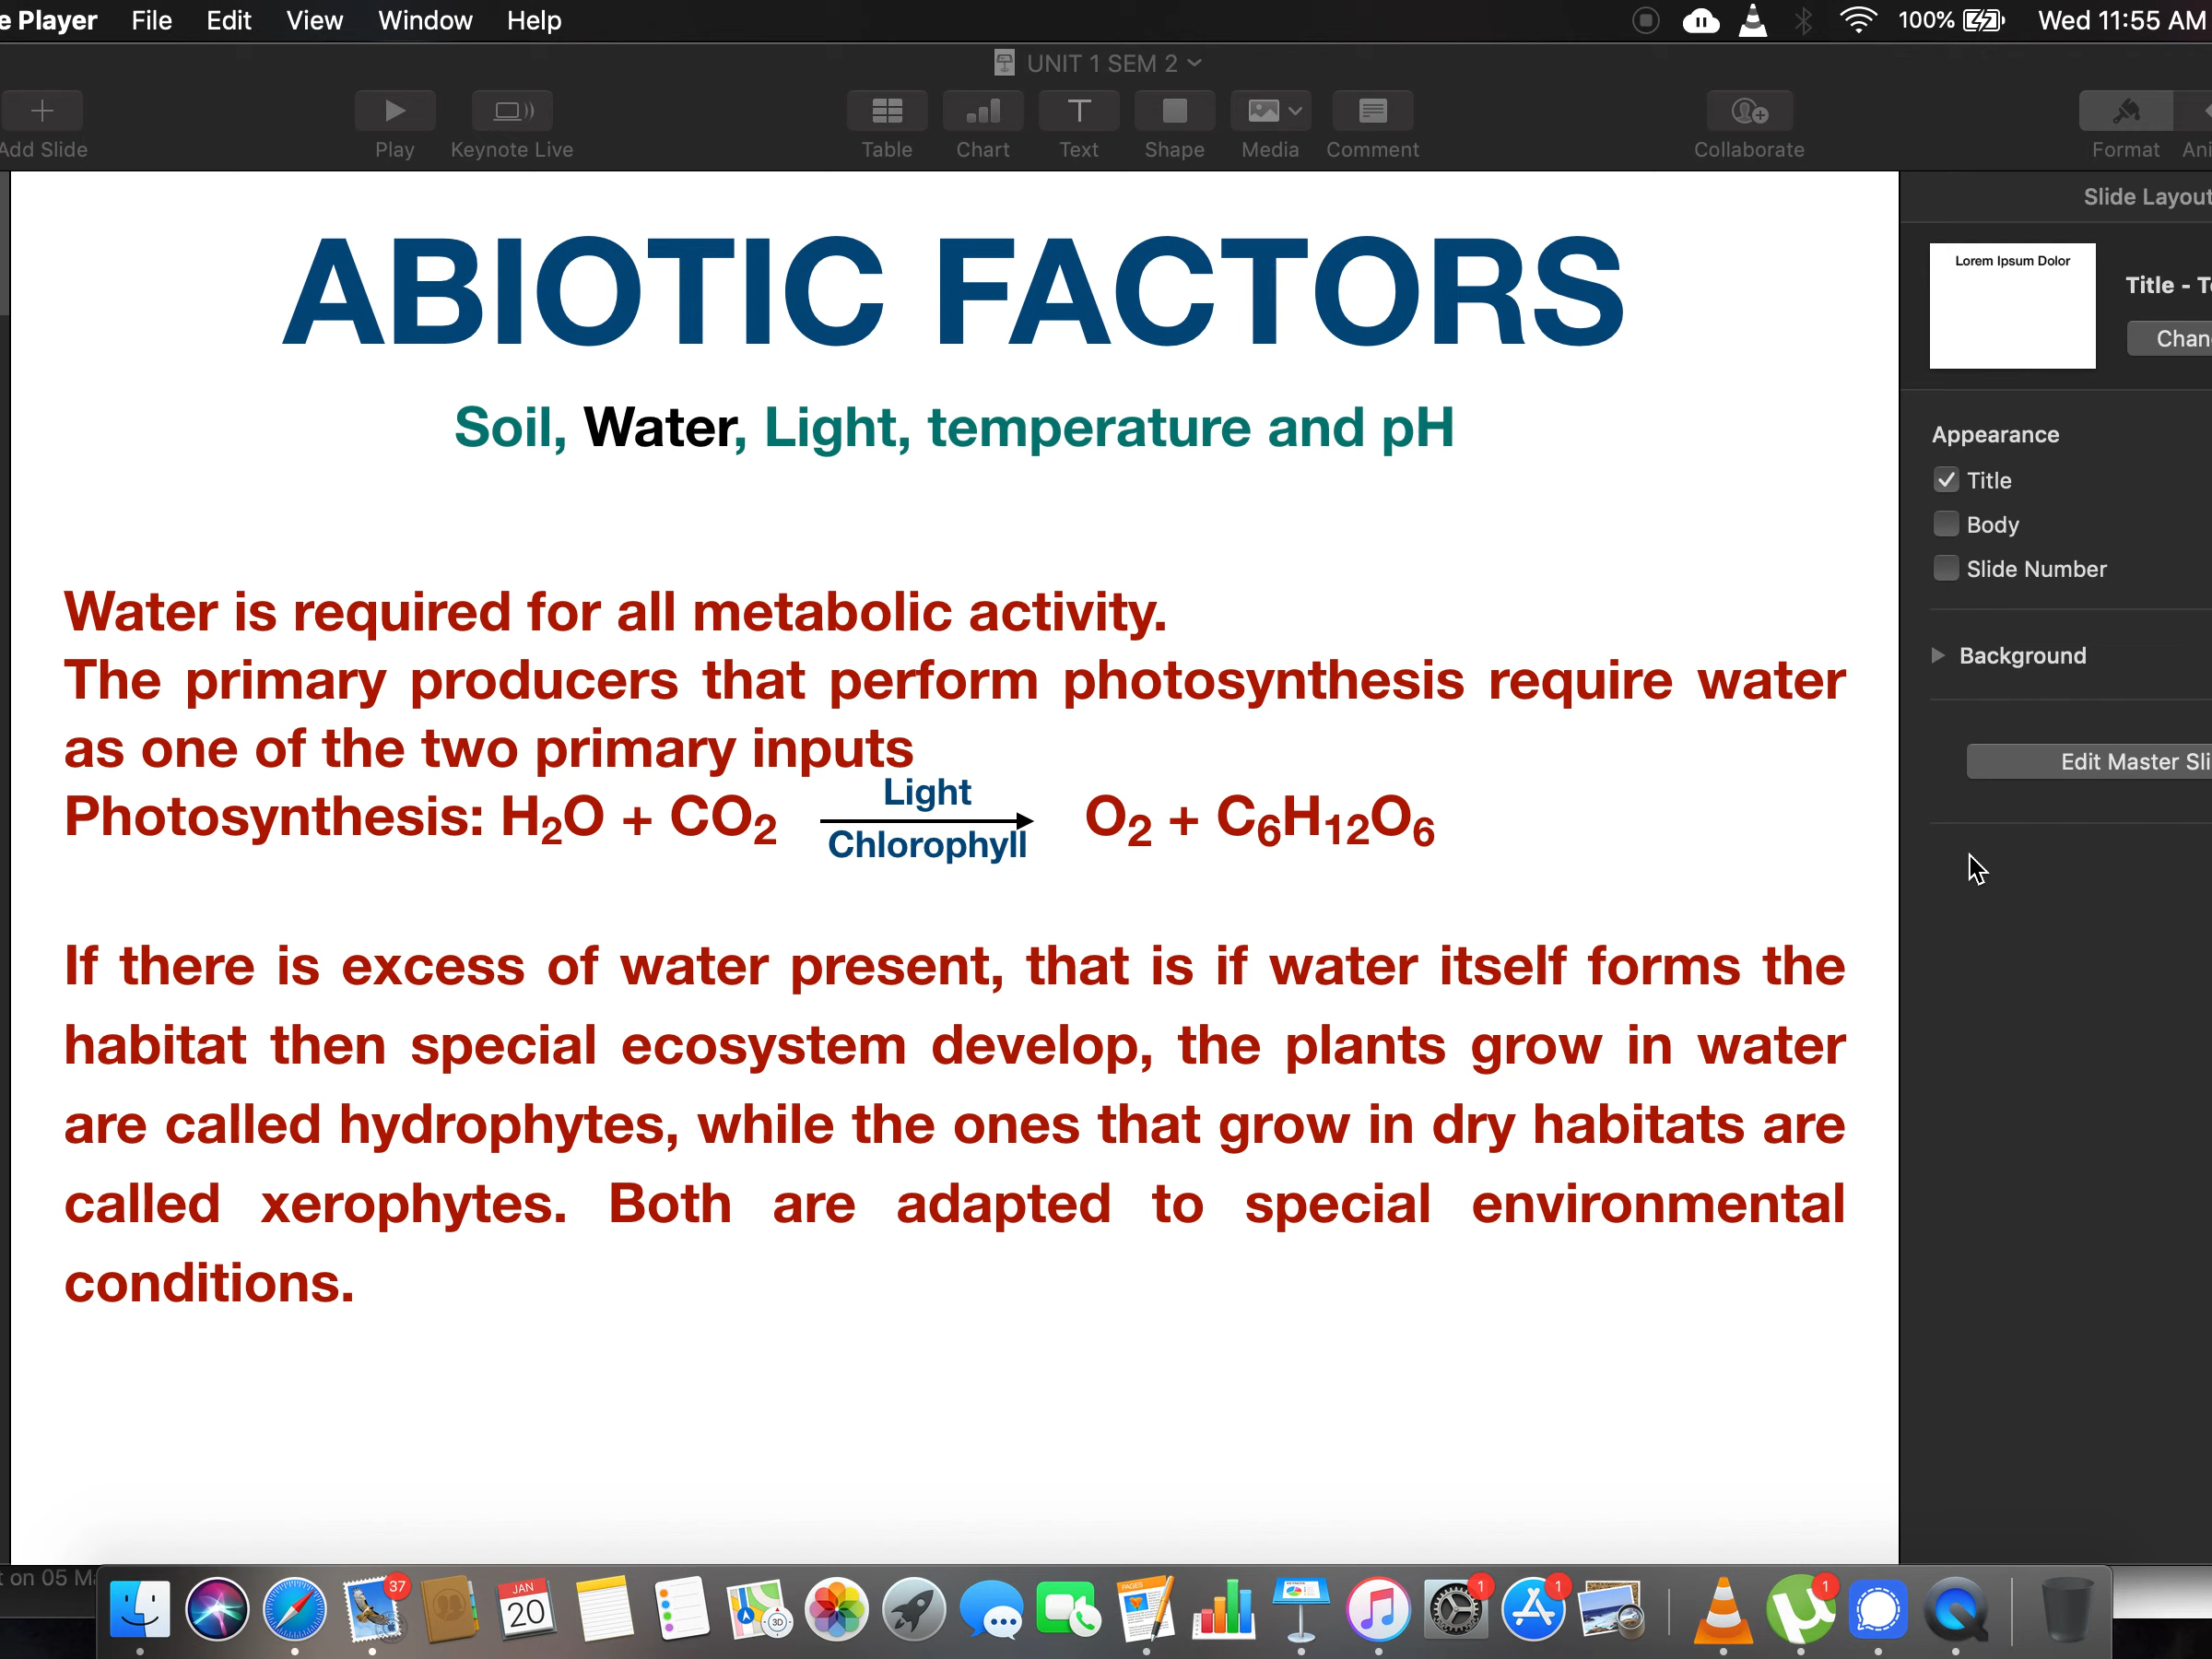 e Player File Edit View Window Help 100% Wed 11:55 AM
UNIT 1 SEM 2
Add Slide Play Keynote Live Table Chart Text Shape Media Comment Collaborate Format Ani
Slide Layout
ABIOTIC FACTORS
Lorem Ipsum Dolor
Title - T
Chan
Soil, Water, Light, temperature and pH
Appearance
Title
Body
Slide Number
Background
Edit Master Sli
Water is required for all metabolic activity.
The primary producers that perform photosynthesis require water
as one of the two primary inputs
Light
Photosynthesis: H₂O + CO₂ O₂ + C₆H₁₂O₆
Chlorophyll
If there is excess of water present, that is if water itself forms the
habitat then special ecosystem develop, the plants grow in water
are called hydrophytes, while the ones that grow in dry habitats are
called xerophytes. Both are adapted to special environmental
conditions.
t on 05 Ma
37
JAN
20
3D
PAGES
1
1
1